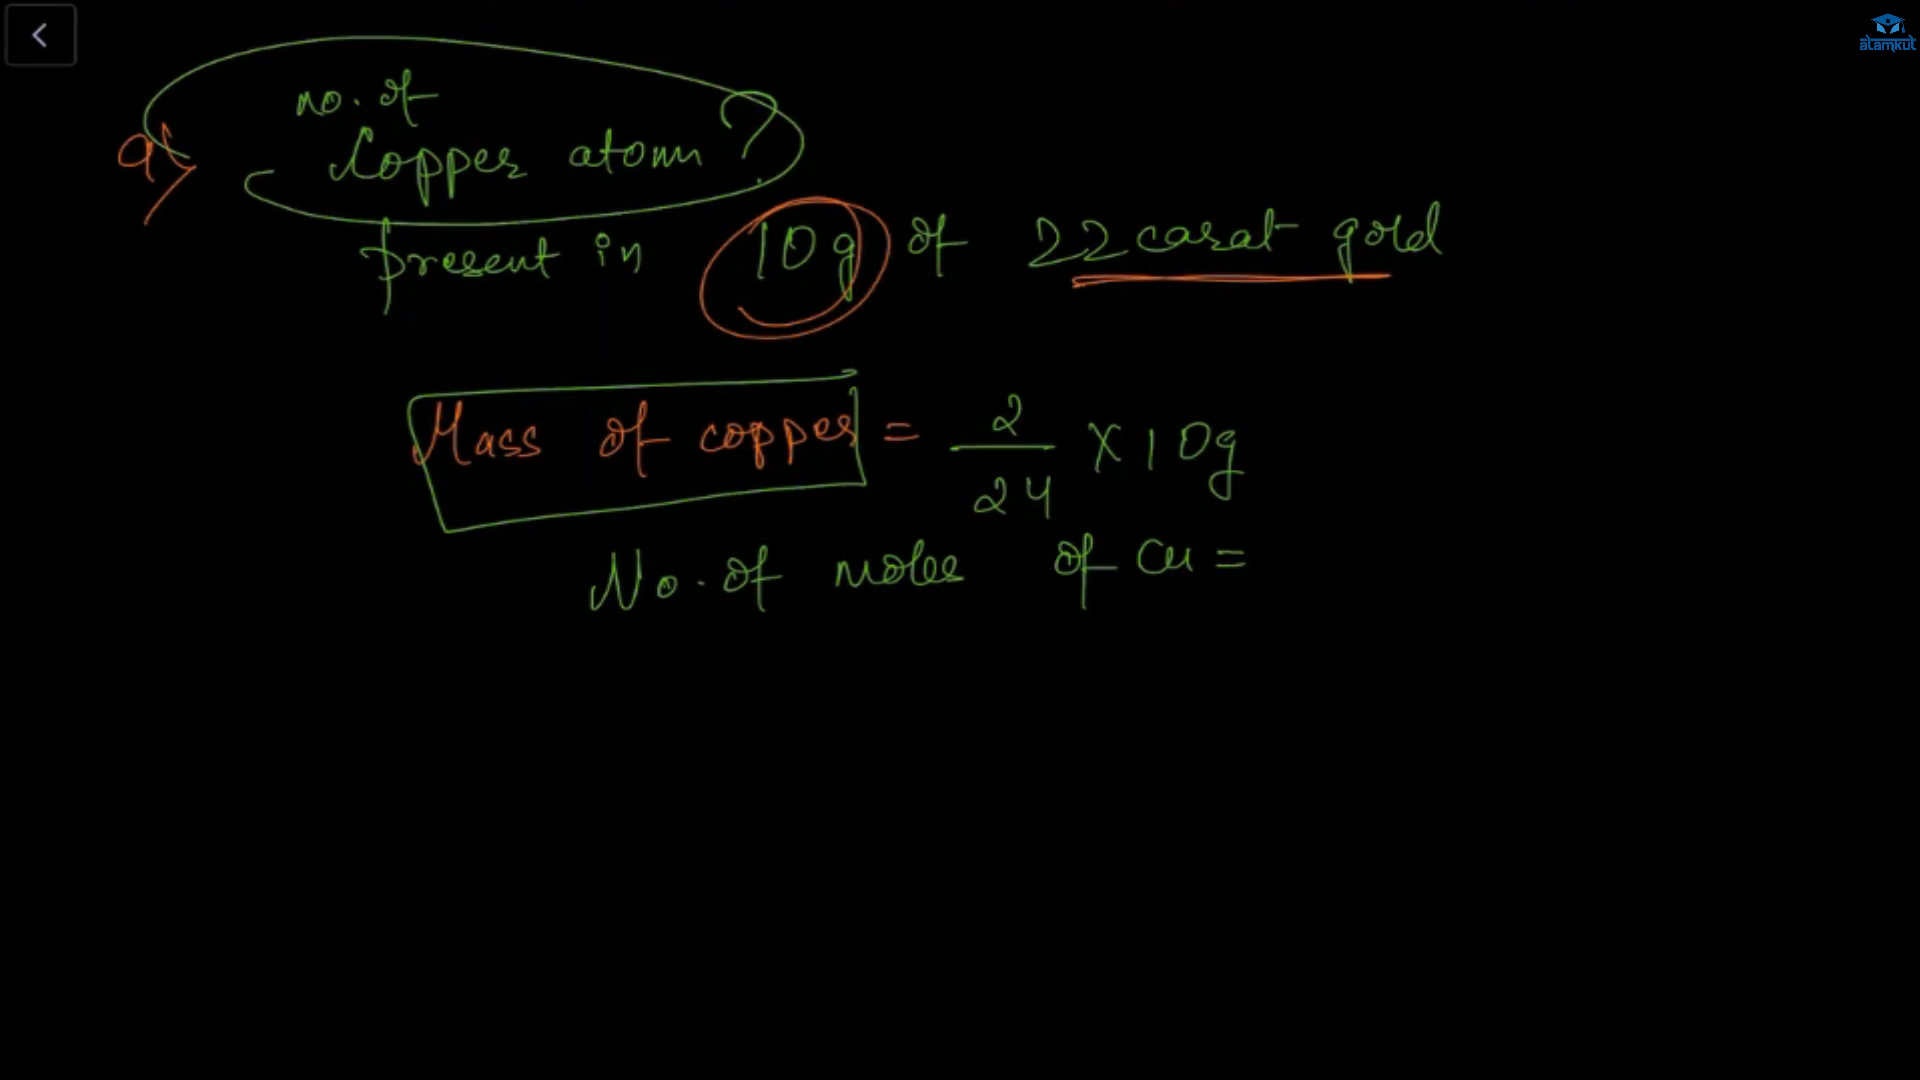 no. of
Q) Copper atom ?
present in 10g of 22 carat gold
Mass of copper = 2/24 X 10g
No. of moles of Cu =
alamkut